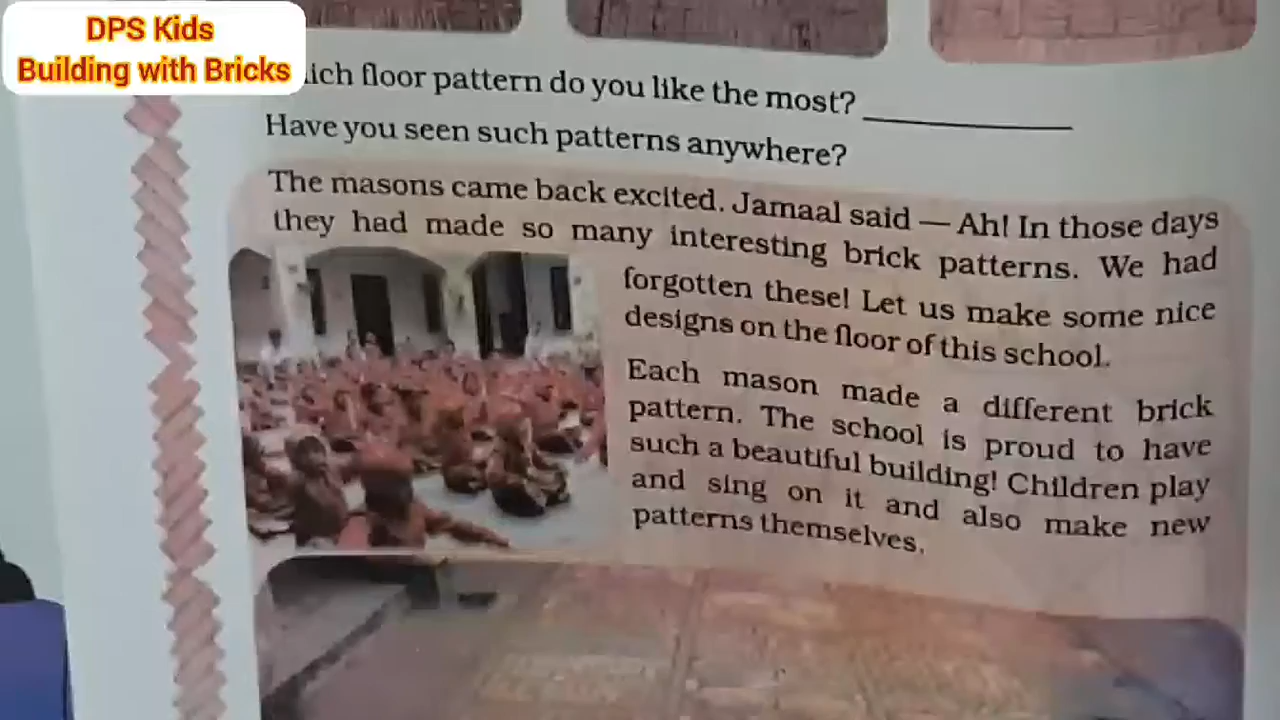 DPS Kids
Building with Bricks
floor pattern do you like the most?
Have you seen such patterns anywhere?
The masons came back excited. Jamaal said — Ah! In those days
they had made so many interesting brick patterns. We had
forgotten these! Let us make some nice
designs on the floor of this school.
Each mason made a different brick
pattern. The school is proud to have
such a beautiful building! Children play
and sing on it and also make new
patterns themselves.